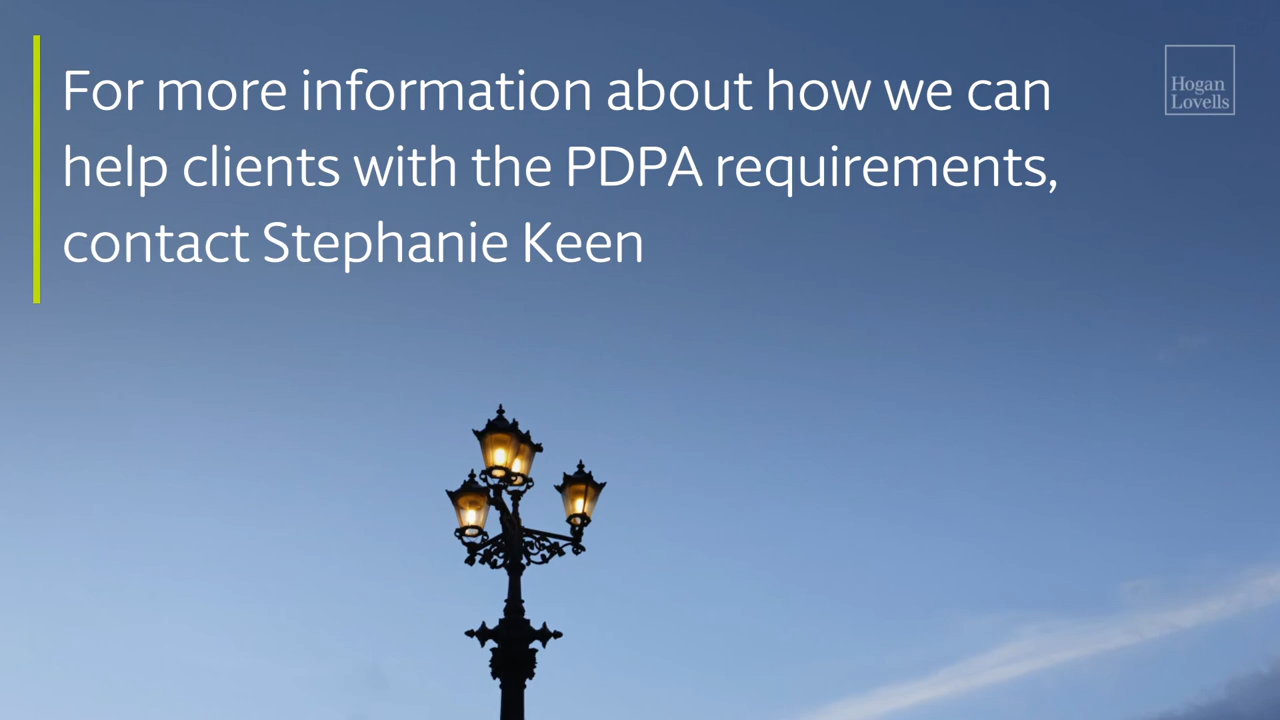 For more information about how we can
help clients with the PDPA requirements,
contact Stephanie Keen
Hogan
Lovells